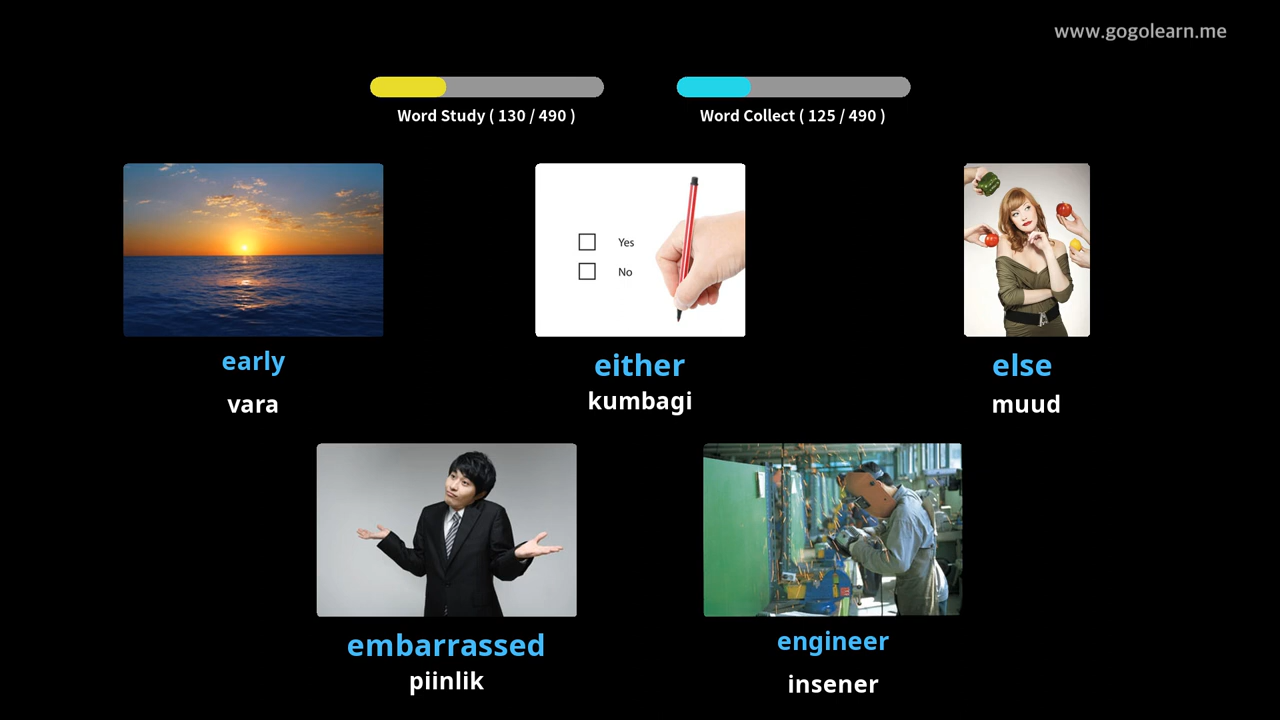 www.gogolearn.me
Word Study ( 130 / 490 )
Word Collect ( 125 / 490 )
Yes
No
early
either
else
vara
kumbagi
muud
embarrassed
engineer
piinlik
insener